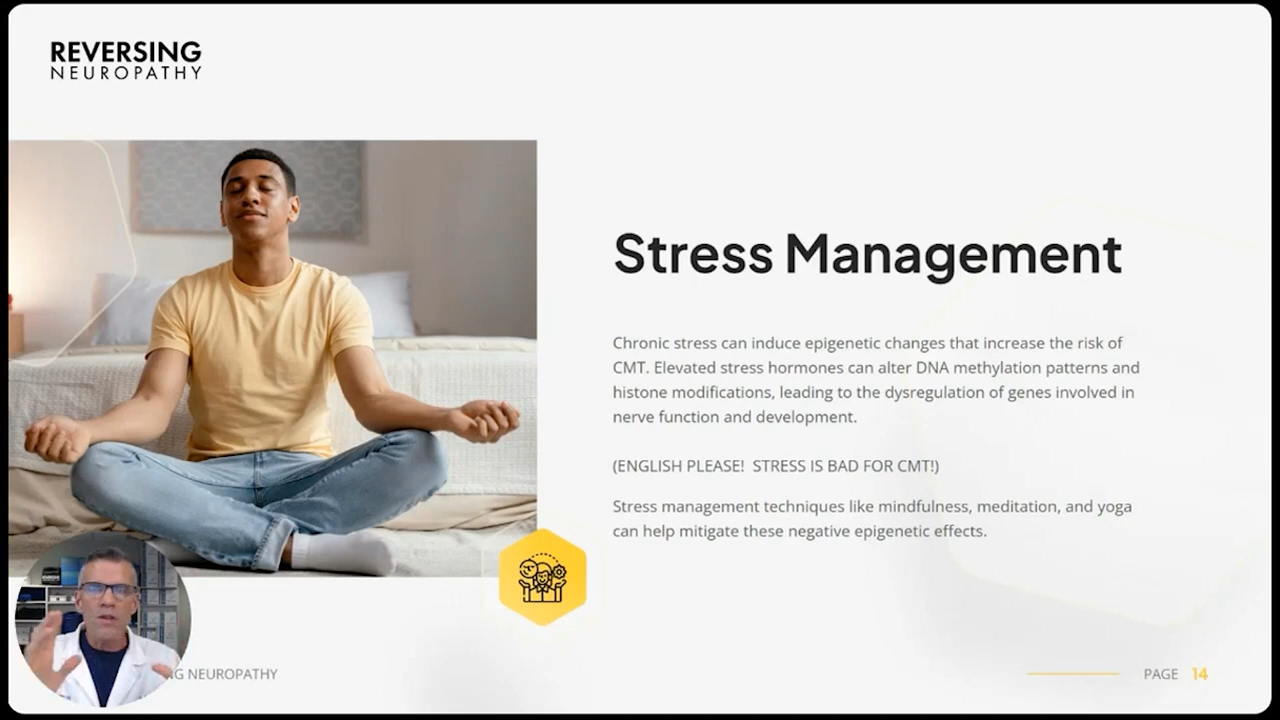 REVERSING
NEUROPATHY
Stress Management
Chronic stress can induce epigenetic changes that increase the risk of
CMT. Elevated stress hormones can alter DNA methylation patterns and
histone modifications, leading to the dysregulation of genes involved in
nerve function and development.
(ENGLISH PLEASE! STRESS IS BAD FOR CMT!)
Stress management techniques like mindfulness, meditation, and yoga
can help mitigate these negative epigenetic effects.
NEUROPATHY
PAGE 14